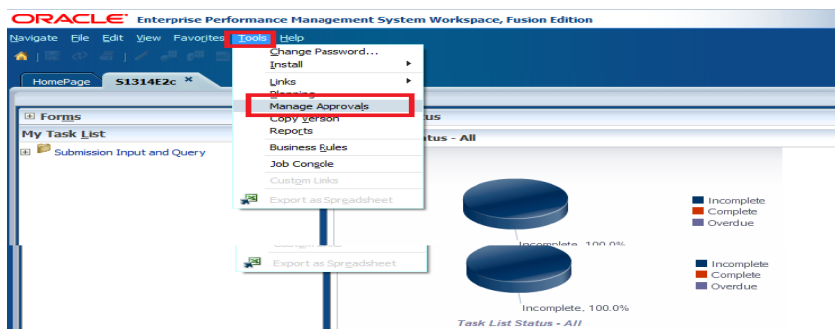 ORACLE Enterprise Performance Management System Workspace, Fusion Edition
Navigate File Edit View Favorites Tools Help
Change Password...
Install
HomePage S1314E2c ×
Links
Planning
Forms
Manage Approvals
us
Copy Version
My Task List
Reports
tus - All
Submission Input and Query
Business Rules
Job Console
Custom Links
Export as Spreadsheet
Incomplete
Complete
Overdue
Incomplete, 100.0%
Export as Spreadsheet
Incomplete
Complete
Overdue
Incomplete, 100.0%
Task List Status - All